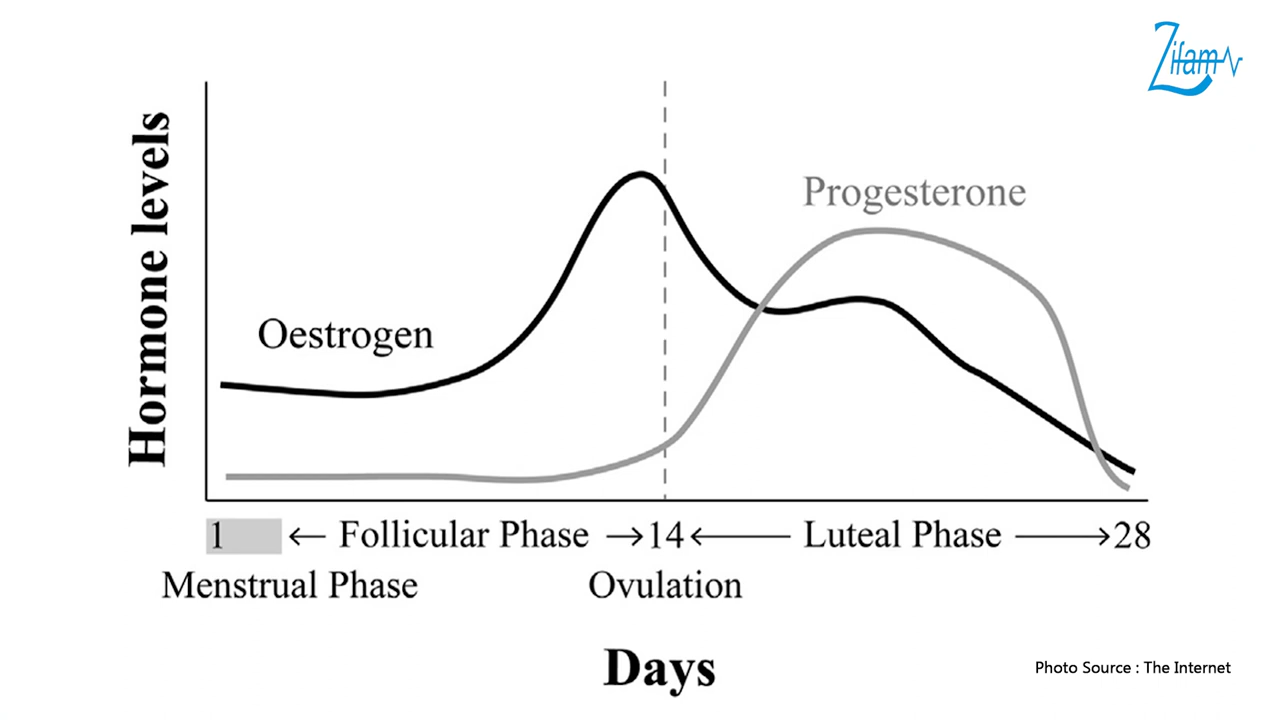 Zifam
Hormone levels
Progesterone
Oestrogen
1 ← Follicular Phase → 14 ← Luteal Phase → 28
Menstrual Phase
Ovulation
Days
Photo Source : The Internet